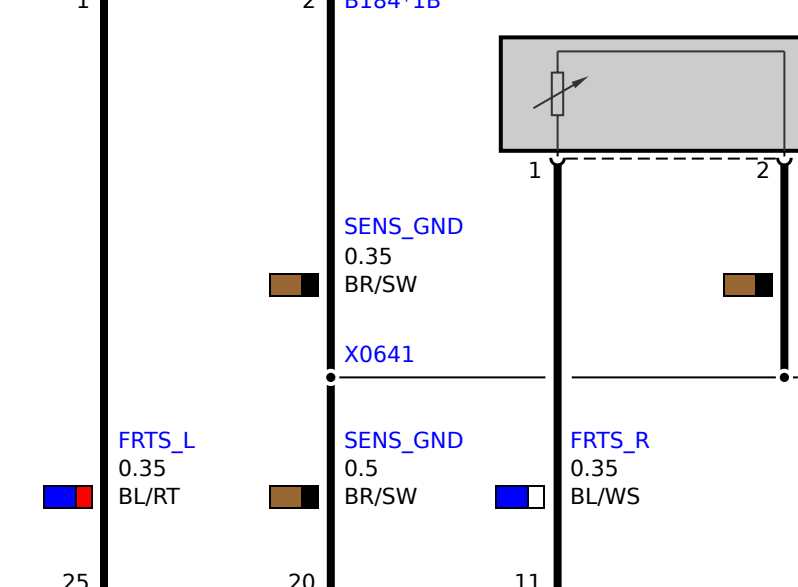 1
2
B184*1B
1
2
SENS_GND
0.35
BR/SW
X0641
FRTS_L
0.35
BL/RT
SENS_GND
0.5
BR/SW
FRTS_R
0.35
BL/WS
25
20
11